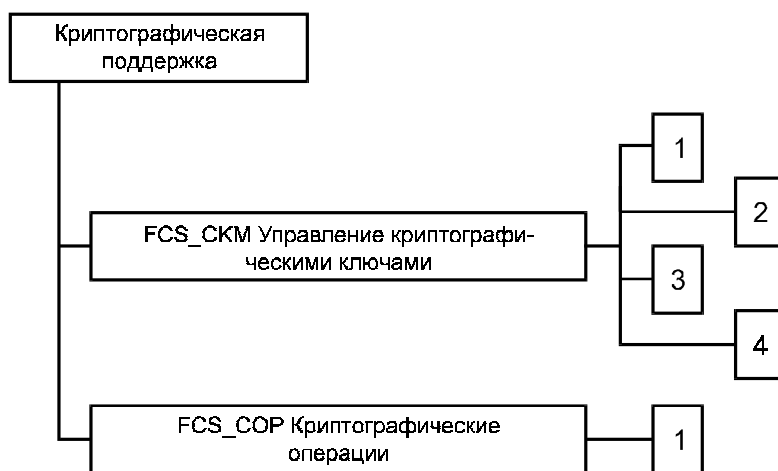 Криптографическая
поддержка
1
2
FCS_CKM Управление криптографи-
ческими ключами
3
4
FCS_COP Криптографические
операции
1